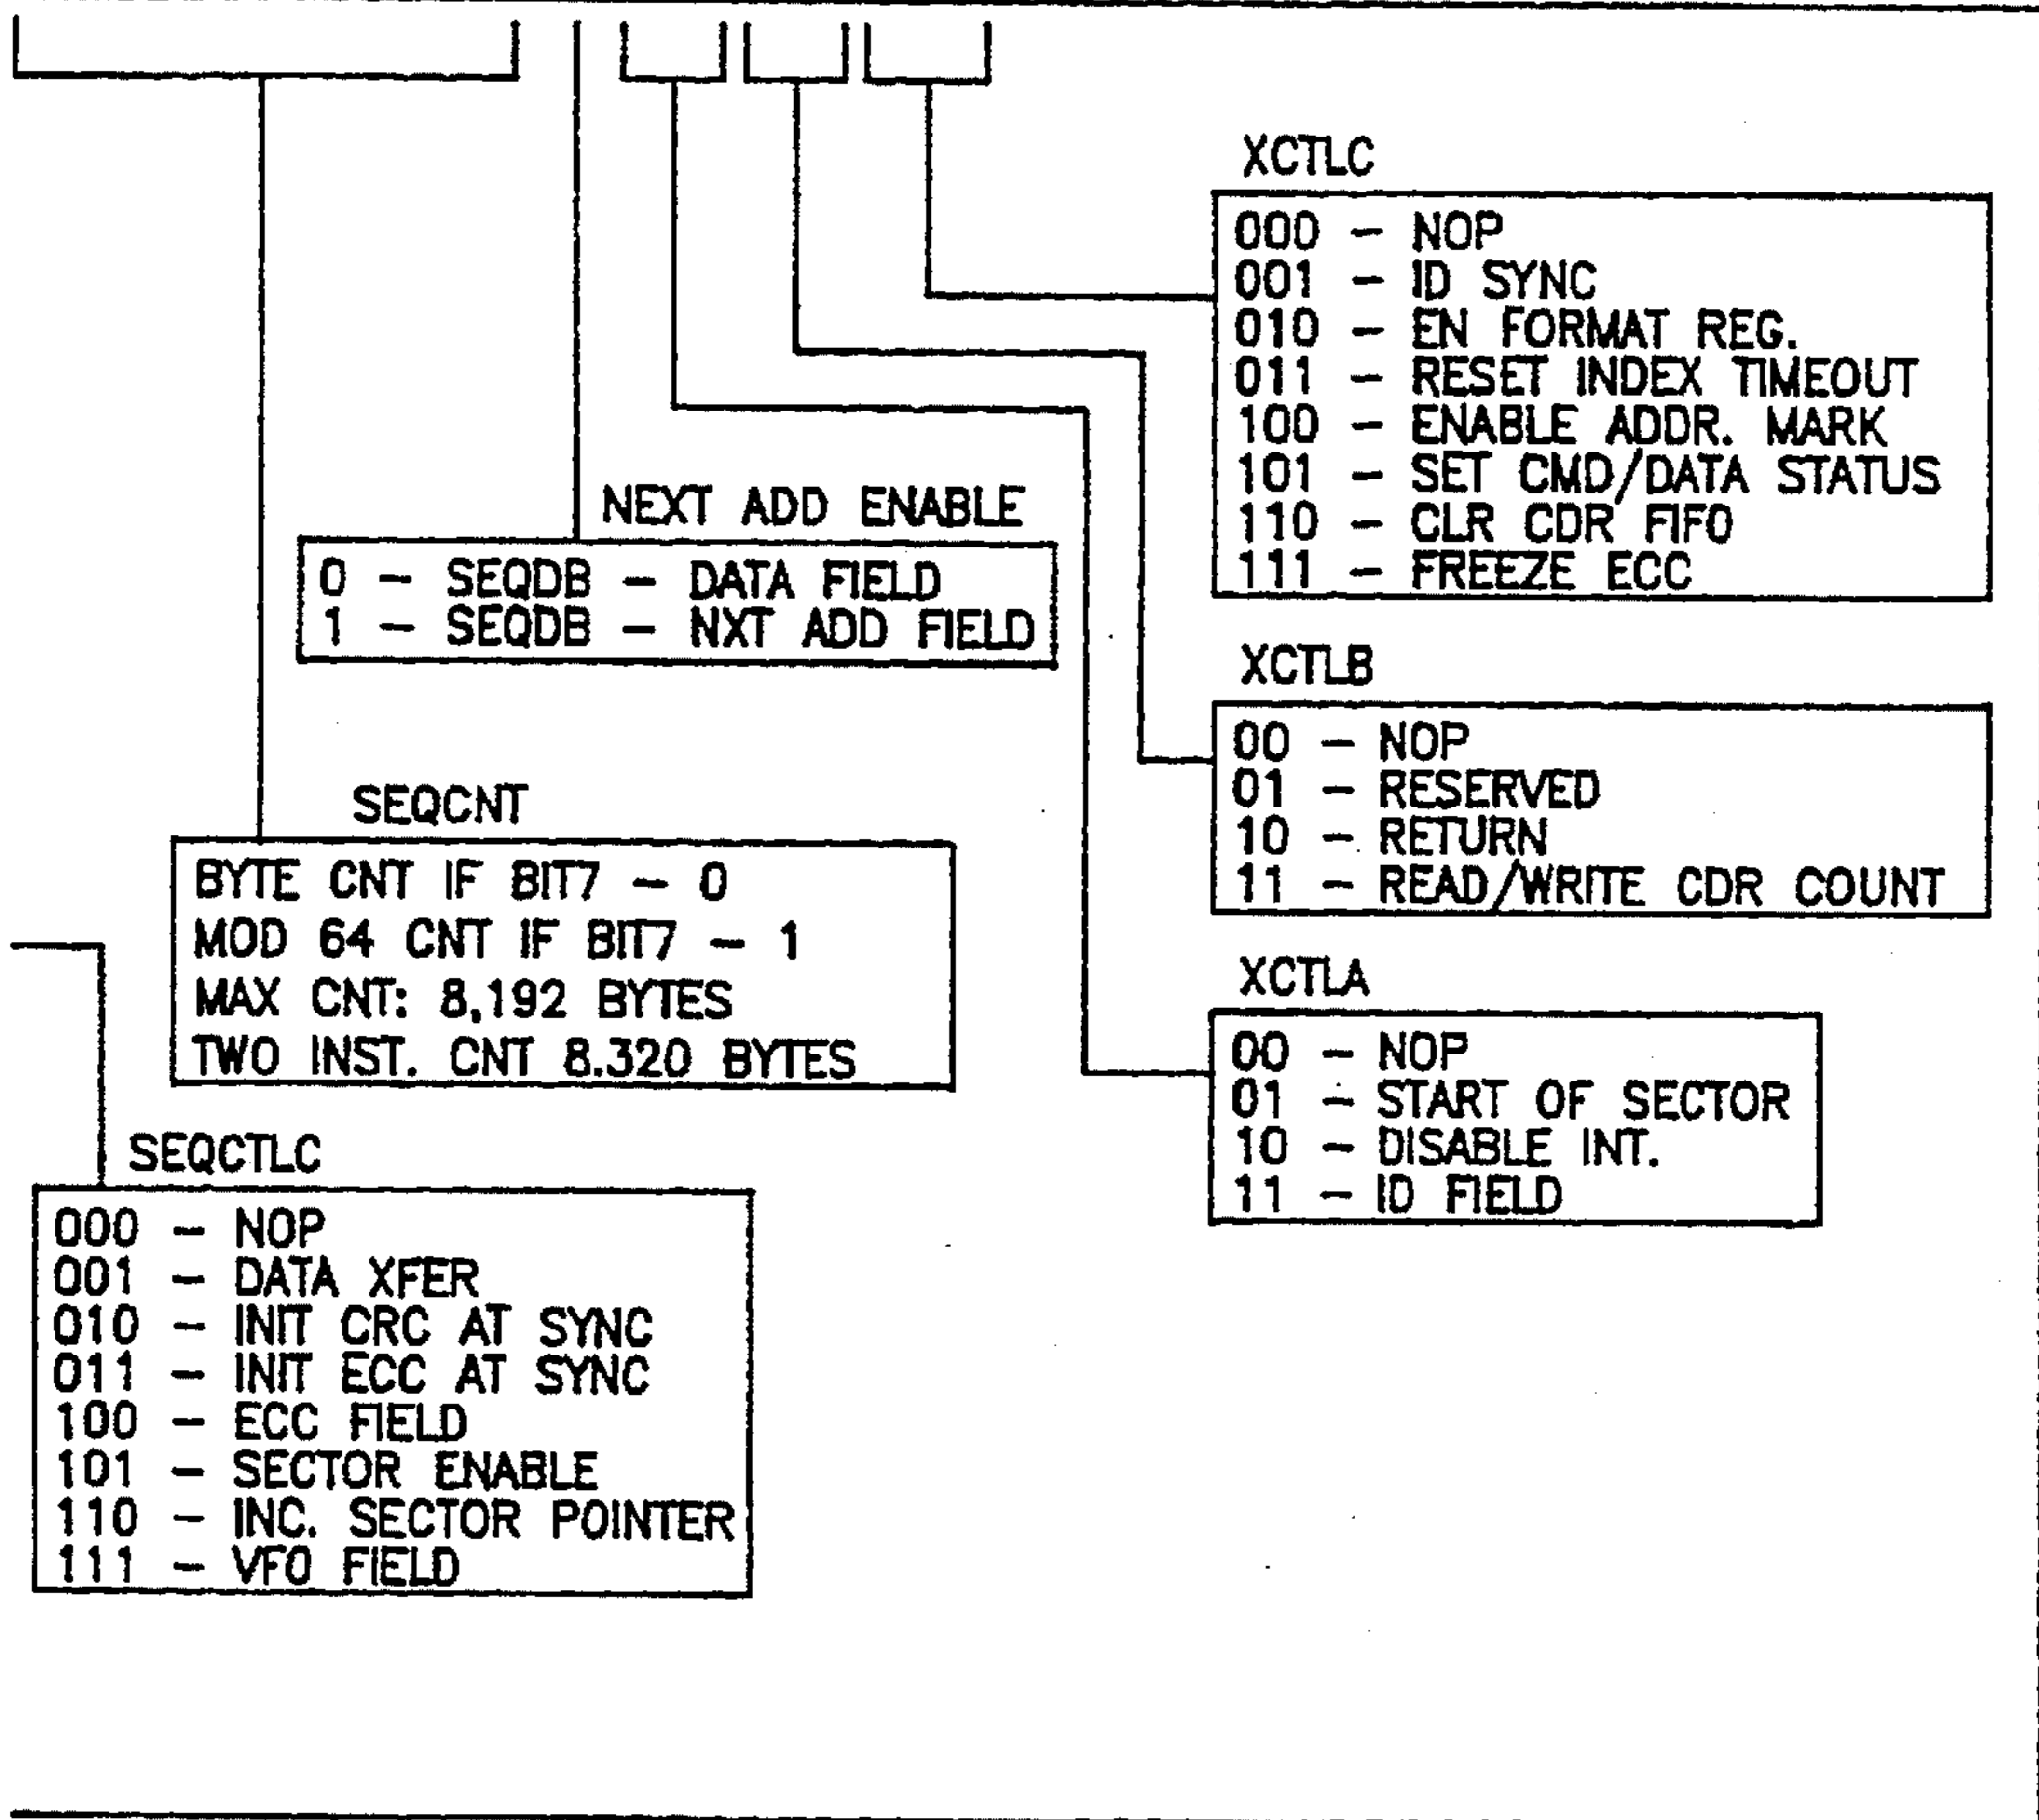 XCTLC
000 - NOP
001 - ID SYNC
010 - EN FORMAT REG.
011 - RESET INDEX TIMEOUT
100 - ENABLE ADDR. MARK
101 - SET CMD/DATA STATUS
110 - CLR CDR FIFO
111 - FREEZE ECC
NEXT ADD ENABLE
0 - SEQDB - DATA FIELD
1 - SEQDB - NXT ADD FIELD
XCTLB
00 - NOP
01 - RESERVED
10 - RETURN
11 - READ/WRITE CDR COUNT
SEQCNT
BYTE CNT IF BIT7 - 0
MOD 64 CNT IF BIT7 - 1
MAX CNT: 8,192 BYTES
TWO INST. CNT 8.320 BYTES
XCTLA
00 - NOP
01 - START OF SECTOR
10 - DISABLE INT.
11 - ID FIELD
SEQCTLC
000 - NOP
001 - DATA XFER
010 - INIT CRC AT SYNC
011 - INIT ECC AT SYNC
100 - ECC FIELD
101 - SECTOR ENABLE
110 - INC. SECTOR POINTER
111 - VFO FIELD